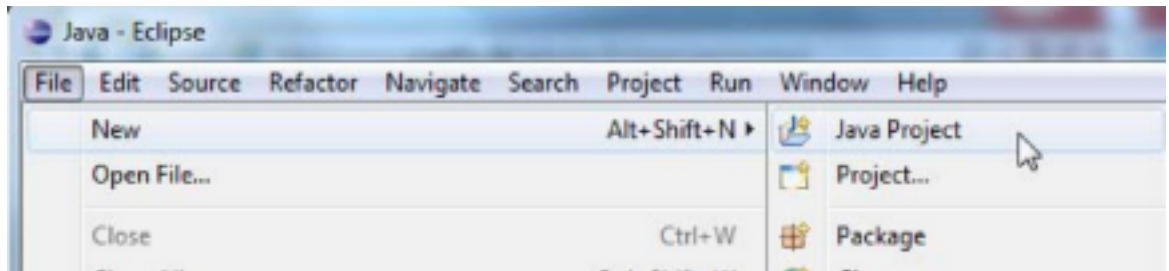 Java - Eclipse
File Edit Source Refactor Navigate Search Project Run Window Help
New Alt+Shift+N Java Project
Open File... Project...
Close Ctrl+W Package